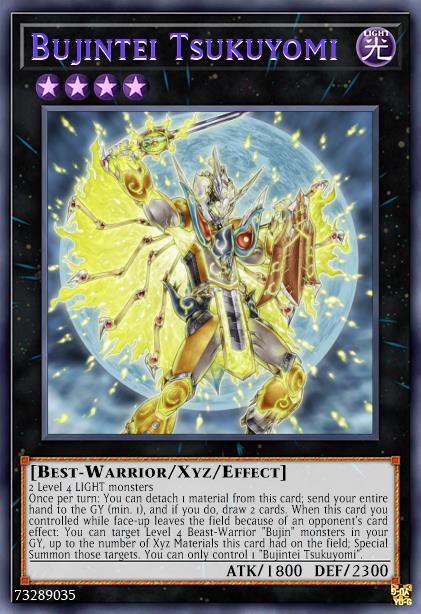 Bujintei Tsukuyomi
LIGHT
光
[Best-Warrior/Xyz/Effect]
2 Level 4 LIGHT monsters
Once per turn: You can detach 1 material from this card; send your entire
hand to the GY (min. 1), and if you do, draw 2 cards. When this card you
controlled while face-up leaves the field because of an opponent's card
effect: You can target Level 4 Beast-Warrior "Bujin" monsters in your
GY, up to the number of Xyz Materials this card had on the field; Special
Summon those targets. You can only control 1 "Bujintei Tsukuyomi".
ATK/1800 DEF/2300
73289035